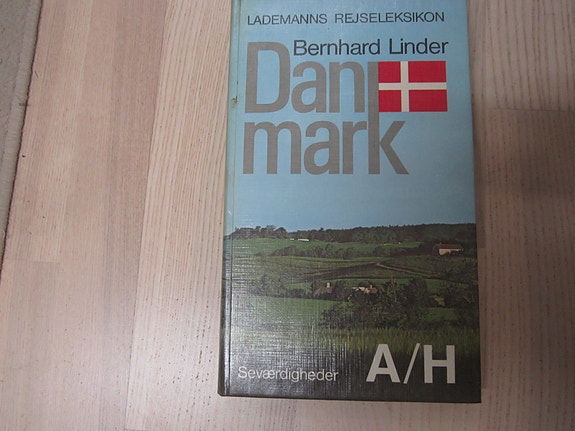 LADEMANNS REJSELEKSIKON
Bernhard Linder
Dan
mark
Seværdigheder
A/H